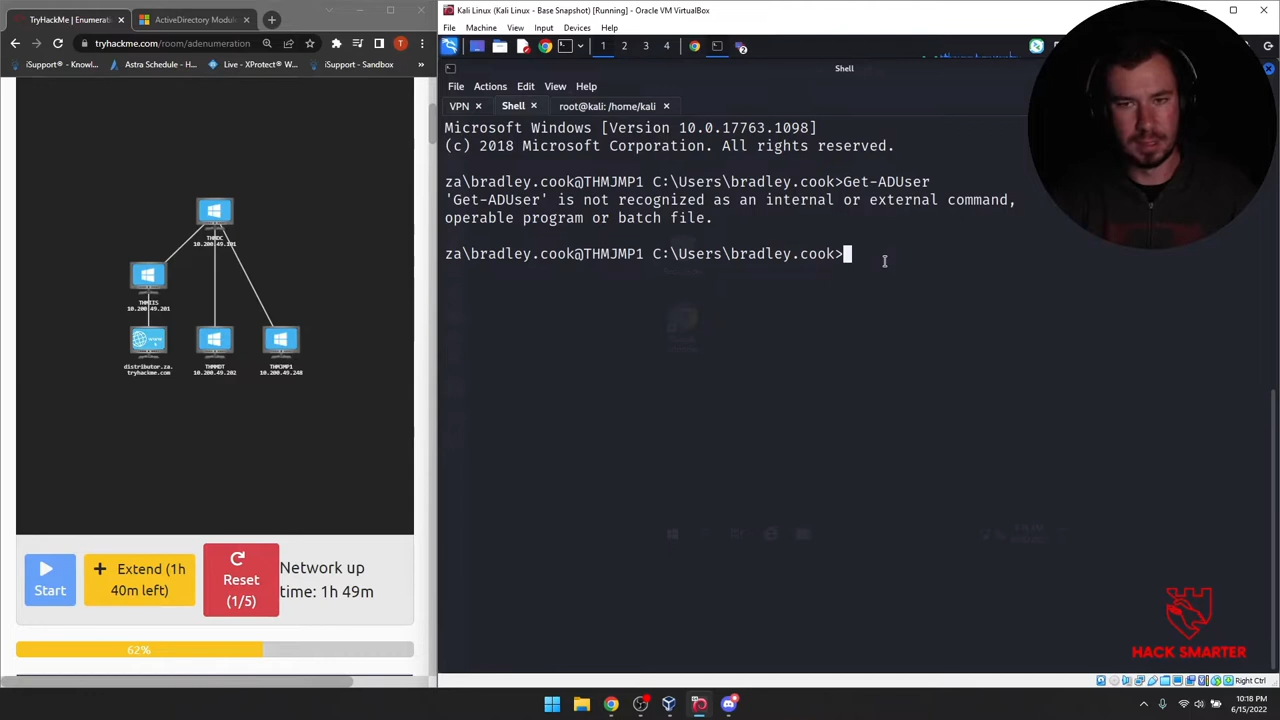 TryHackMe | Enumerati
ActiveDirectory Modul
Kali Linux (Kali Linux - Base Snapshot) [Running] - Oracle VM VirtualBox
tryhackme.com/room/adenumeration
File Machine View Input Devices Help
iSupport® - Knowl...
Astra Schedule - H...
Live - XProtect® W...
iSupport - Sandbox
1 2 3 4
Shell
File Actions Edit View Help
VPN
Shell
root@kali: /home/kali
Microsoft Windows [Version 10.0.17763.1098]
(c) 2018 Microsoft Corporation. All rights reserved.
za\bradley.cook@THMJMP1 C:\Users\bradley.cook>Get-ADUser
'Get-ADUser' is not recognized as an internal or external command,
operable program or batch file.
za\bradley.cook@THMJMP1 C:\Users\bradley.cook>
THMDC
10.200.49.101
THMIIS
10.200.49.201
distributor.za.
tryhackme.com
THMMDT
10.200.49.202
THMJMP1
10.200.49.248
Start
Extend (1h
40m left)
Reset
(1/5)
Network up
time: 1h 49m
62%
HACK SMARTER
Right Ctrl
10:18 PM
6/15/2022